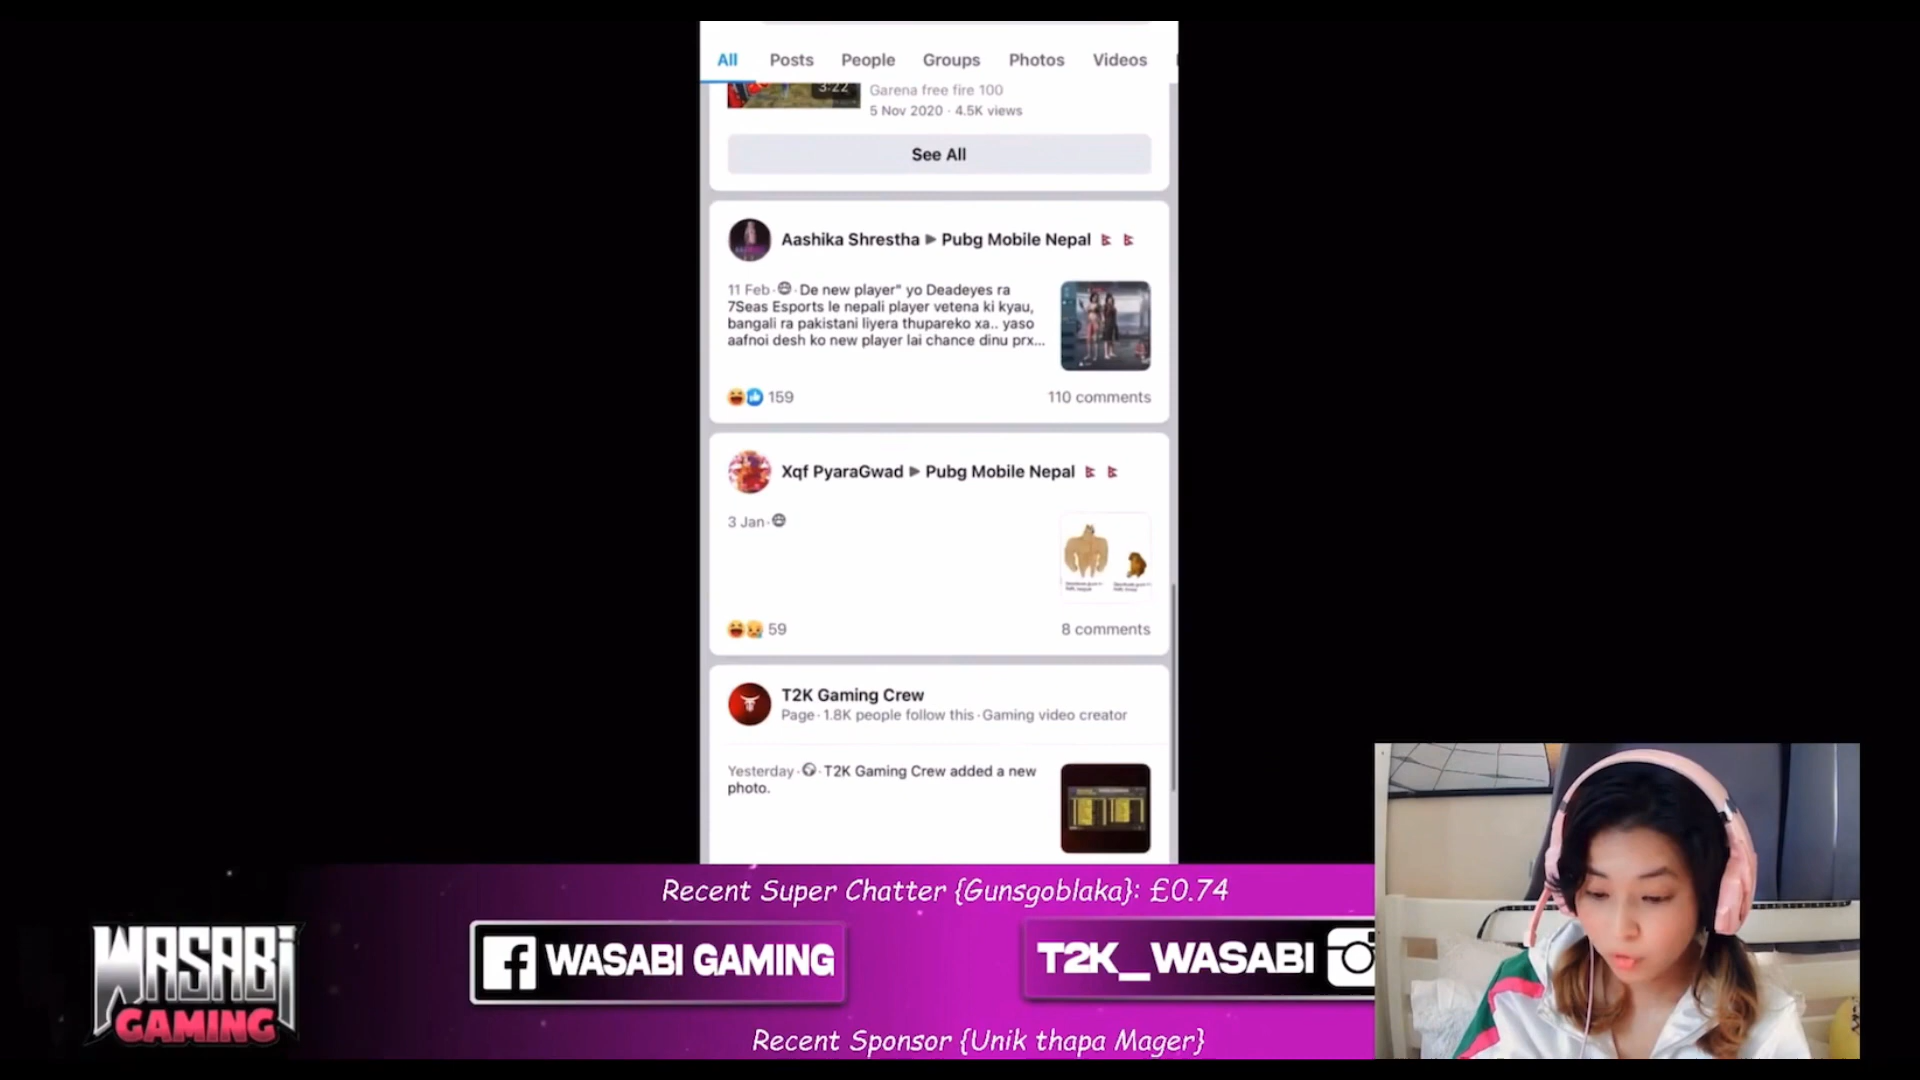 All Posts People Groups Photos Videos
3:22
Garena free fire 100
5 Nov 2020 · 4.5K views
See All
Aashika Shrestha ▶ Pubg Mobile Nepal
11 Feb · De new player" yo Deadeyes ra
7Seas Esports le nepali player vetena ki kyau,
bangali ra pakistani liyera thupareko xa.. yaso
aafnoi desh ko new player lai chance dinu prx...
159
110 comments
Xqf PyaraGwad ▶ Pubg Mobile Nepal
3 Jan ·
59
8 comments
T2K Gaming Crew
Page · 1.8K people follow this · Gaming video creator
Yesterday · T2K Gaming Crew added a new
photo.
Recent Super Chatter {Gunsgoblaka}: £0.74
WASABI
GAMING
WASABI GAMING
T2K_WASABI
Recent Sponsor {Unik thapa Mager}